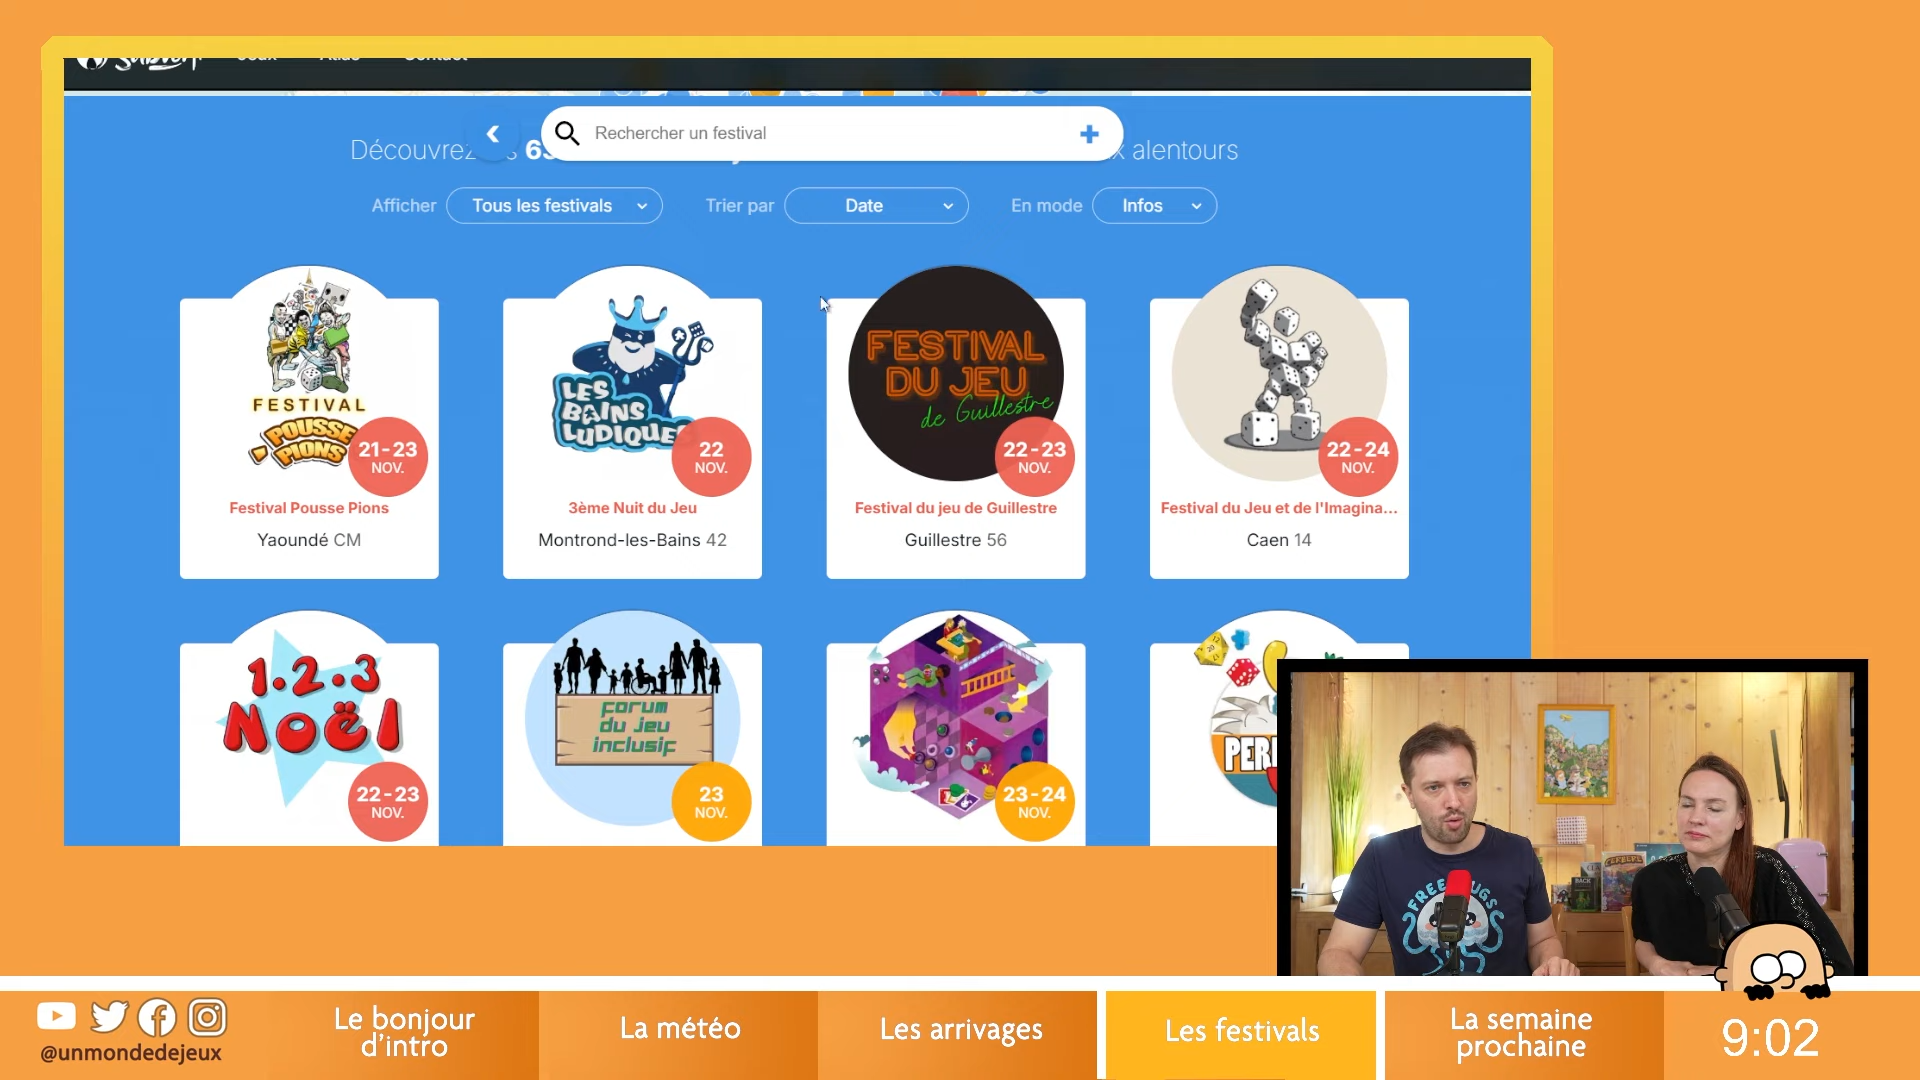 Rechercher un festival
Découvrez
alentours
Afficher Tous les festivals Trier par Date En mode Infos
FESTIVAL
POUSSE
PIONS
21-23
NOV.
Festival Pousse Pions
Yaoundé CM
LES
BAINS
LUDIQUES
22
NOV.
3ème Nuit du Jeu
Montrond-les-Bains 42
FESTIVAL
DU JEU
de Guillestre
22-23
NOV.
Festival du jeu de Guillestre
Guillestre 56
22-24
NOV.
Festival du Jeu et de l'Imagina...
Caen 14
1.2.3
Noël
22-23
NOV.
Forum
du jeu
inclusif
23
NOV.
23-24
NOV.
FREE HUGS
@unmondedejeux
Le bonjour
d'intro
La météo
Les arrivages
Les festivals
La semaine
prochaine
9:02